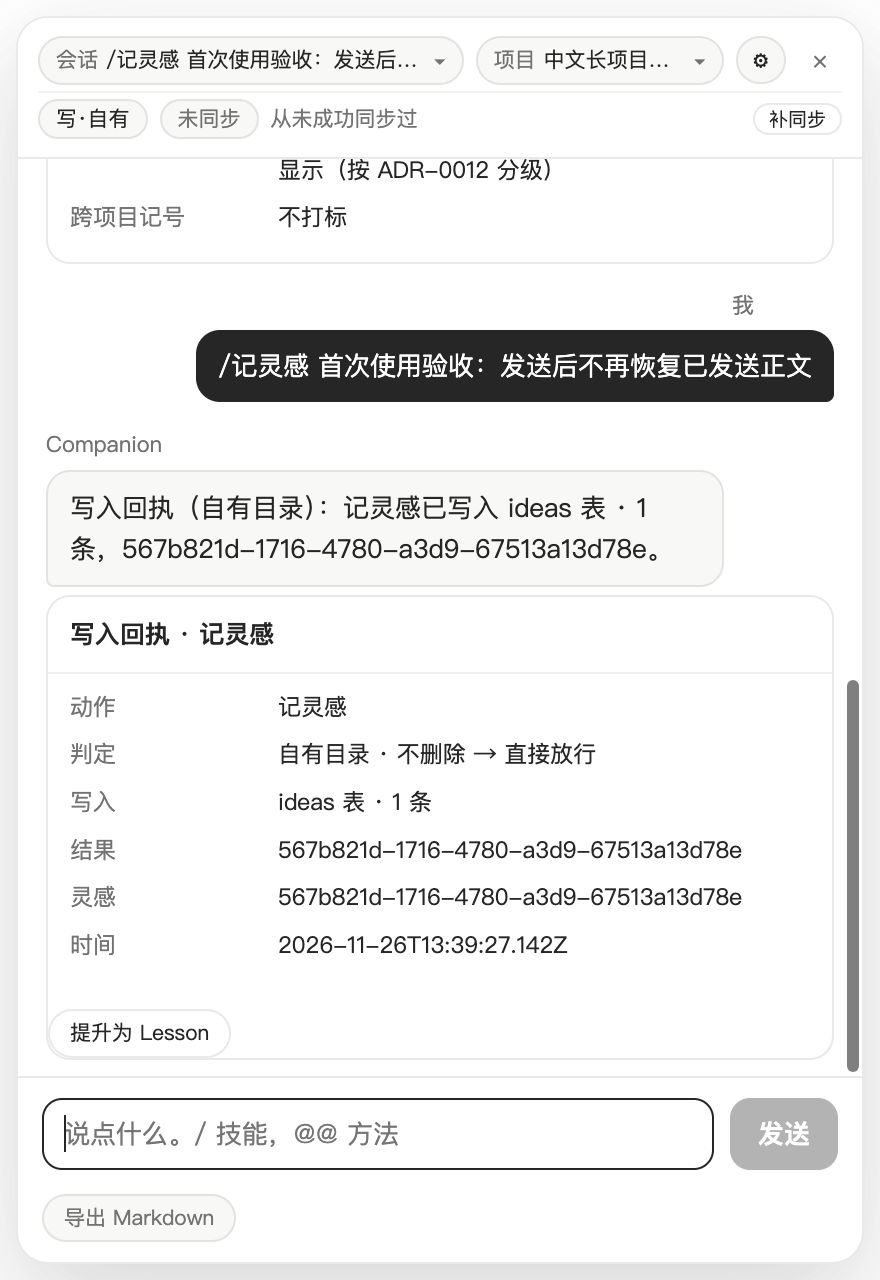 会话 /记灵感 首次使用验收：发送后... 项目 中文长项目...
写·自有 未同步 从未成功同步过 补同步
显示（按 ADR-0012 分级）
跨项目记号 不打标
我
/记灵感 首次使用验收：发送后不再恢复已发送正文
Companion
写入回执（自有目录）：记灵感已写入 ideas 表 · 1
条，567b821d-1716-4780-a3d9-67513a13d78e。
写入回执 · 记灵感
动作 记灵感
判定 自有目录 · 不删除 → 直接放行
写入 ideas 表 · 1 条
结果 567b821d-1716-4780-a3d9-67513a13d78e
灵感 567b821d-1716-4780-a3d9-67513a13d78e
时间 2026-11-26T13:39:27.142Z
提升为 Lesson
说点什么。/ 技能，@@ 方法 发送
导出 Markdown